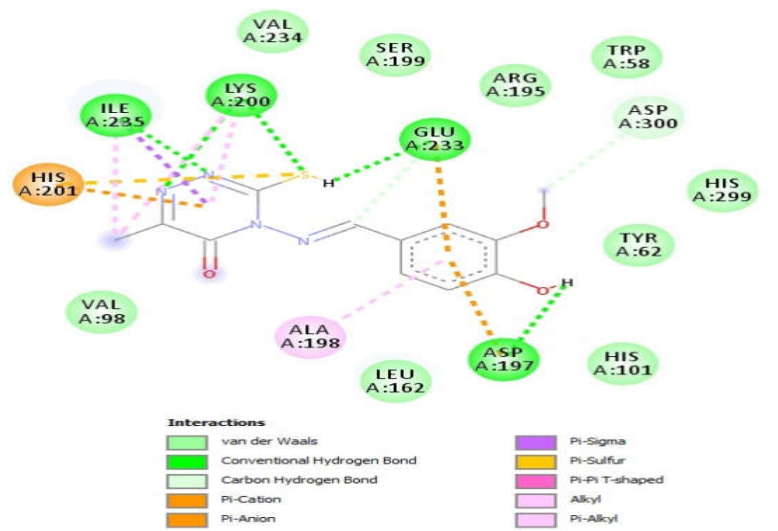 VAL
A:234
SER
A:199
TRP
A:58
ARG
A:195
LYS
A:200
ILE
A:235
ASP
A:300
GLU
A:233
HIS
A:201
N
S
H
N
HIS
A:299
N
N
O
TYR
A:62
O
H
O
VAL
A:98
ALA
A:198
ASP
A:197
HIS
A:101
LEU
A:162
Interactions
van der Waals
Conventional Hydrogen Bond
Carbon Hydrogen Bond
Pi-Cation
Pi-Anion
Pi-Sigma
Pi-Sulfur
Pi-Pi T-shaped
Alkyl
Pi-Alkyl